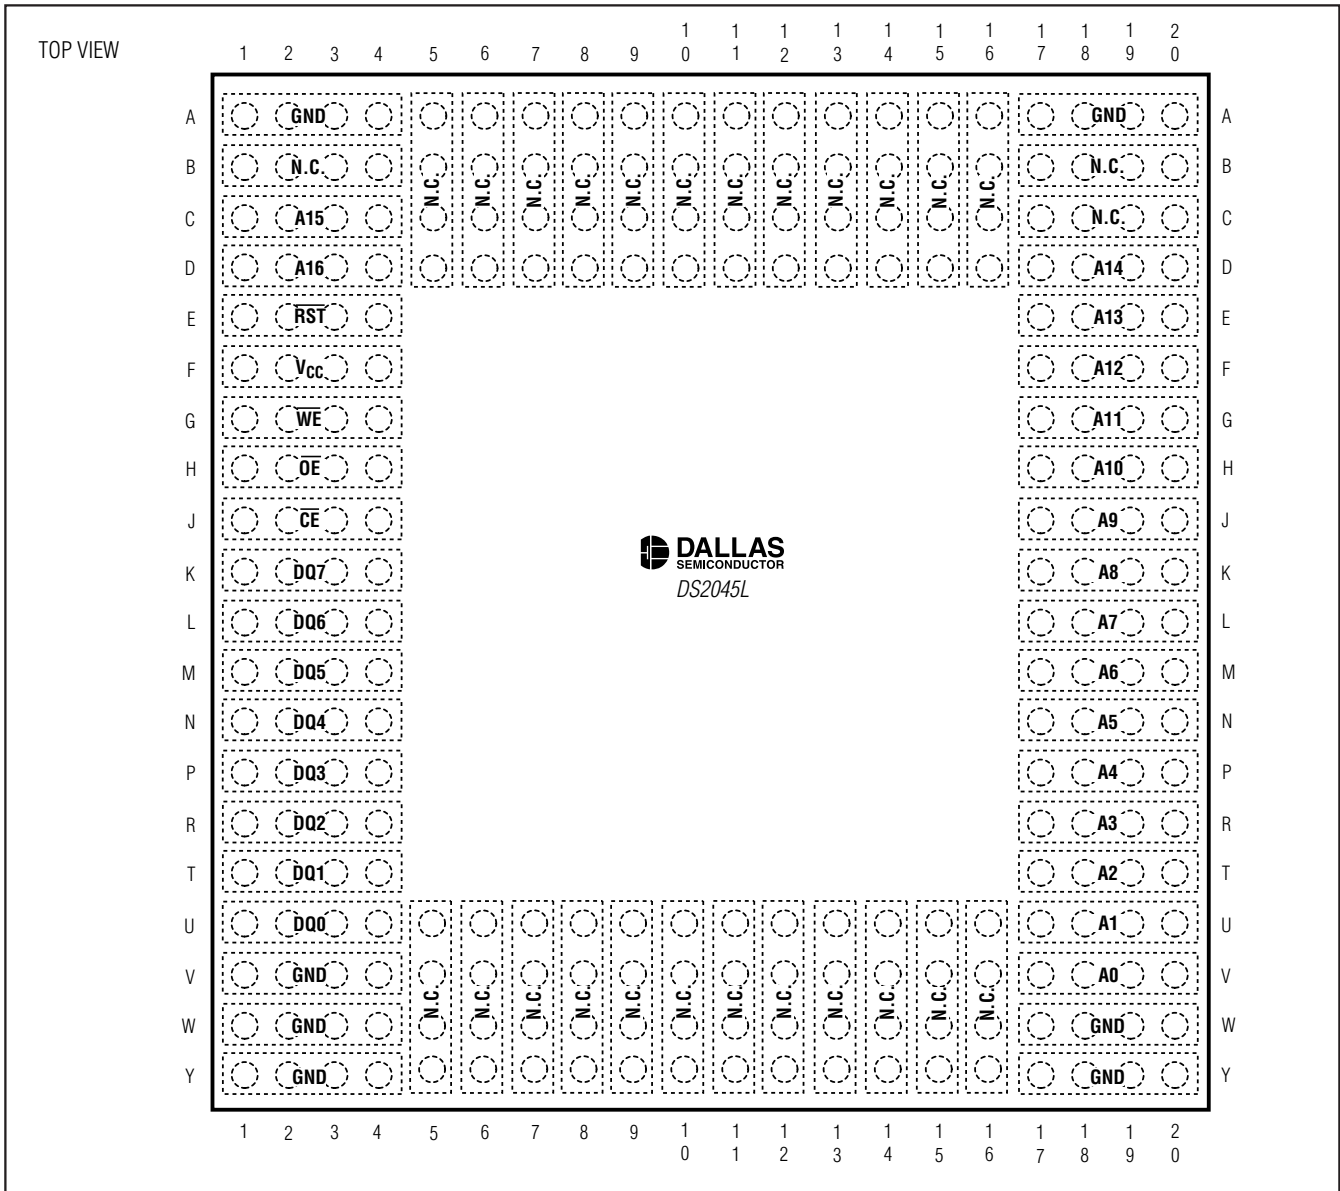 TOP VIEW
1 2 3 4 5 6 7 8 9 10 11 12 13 14 15 16 17 18 19 20
A GND GND A
B N.C. N.C. B
N.C. N.C. N.C. N.C. N.C. N.C. N.C. N.C. N.C. N.C. N.C. N.C.
C A15 N.C. C
D A16 A14 D
E R̅S̅T̅ A13 E
F VCC A12 F
G W̅E̅ A11 G
H O̅E̅ A10 H
J C̅E̅ A9 J
DALLAS
SEMICONDUCTOR
DS2045L
K DQ7 A8 K
L DQ6 A7 L
M DQ5 A6 M
N DQ4 A5 N
P DQ3 A4 P
R DQ2 A3 R
T DQ1 A2 T
U DQ0 A1 U
V GND A0 V
N.C. N.C. N.C. N.C. N.C. N.C. N.C. N.C. N.C. N.C. N.C. N.C.
W GND GND W
Y GND GND Y
1 2 3 4 5 6 7 8 9 10 11 12 13 14 15 16 17 18 19 20